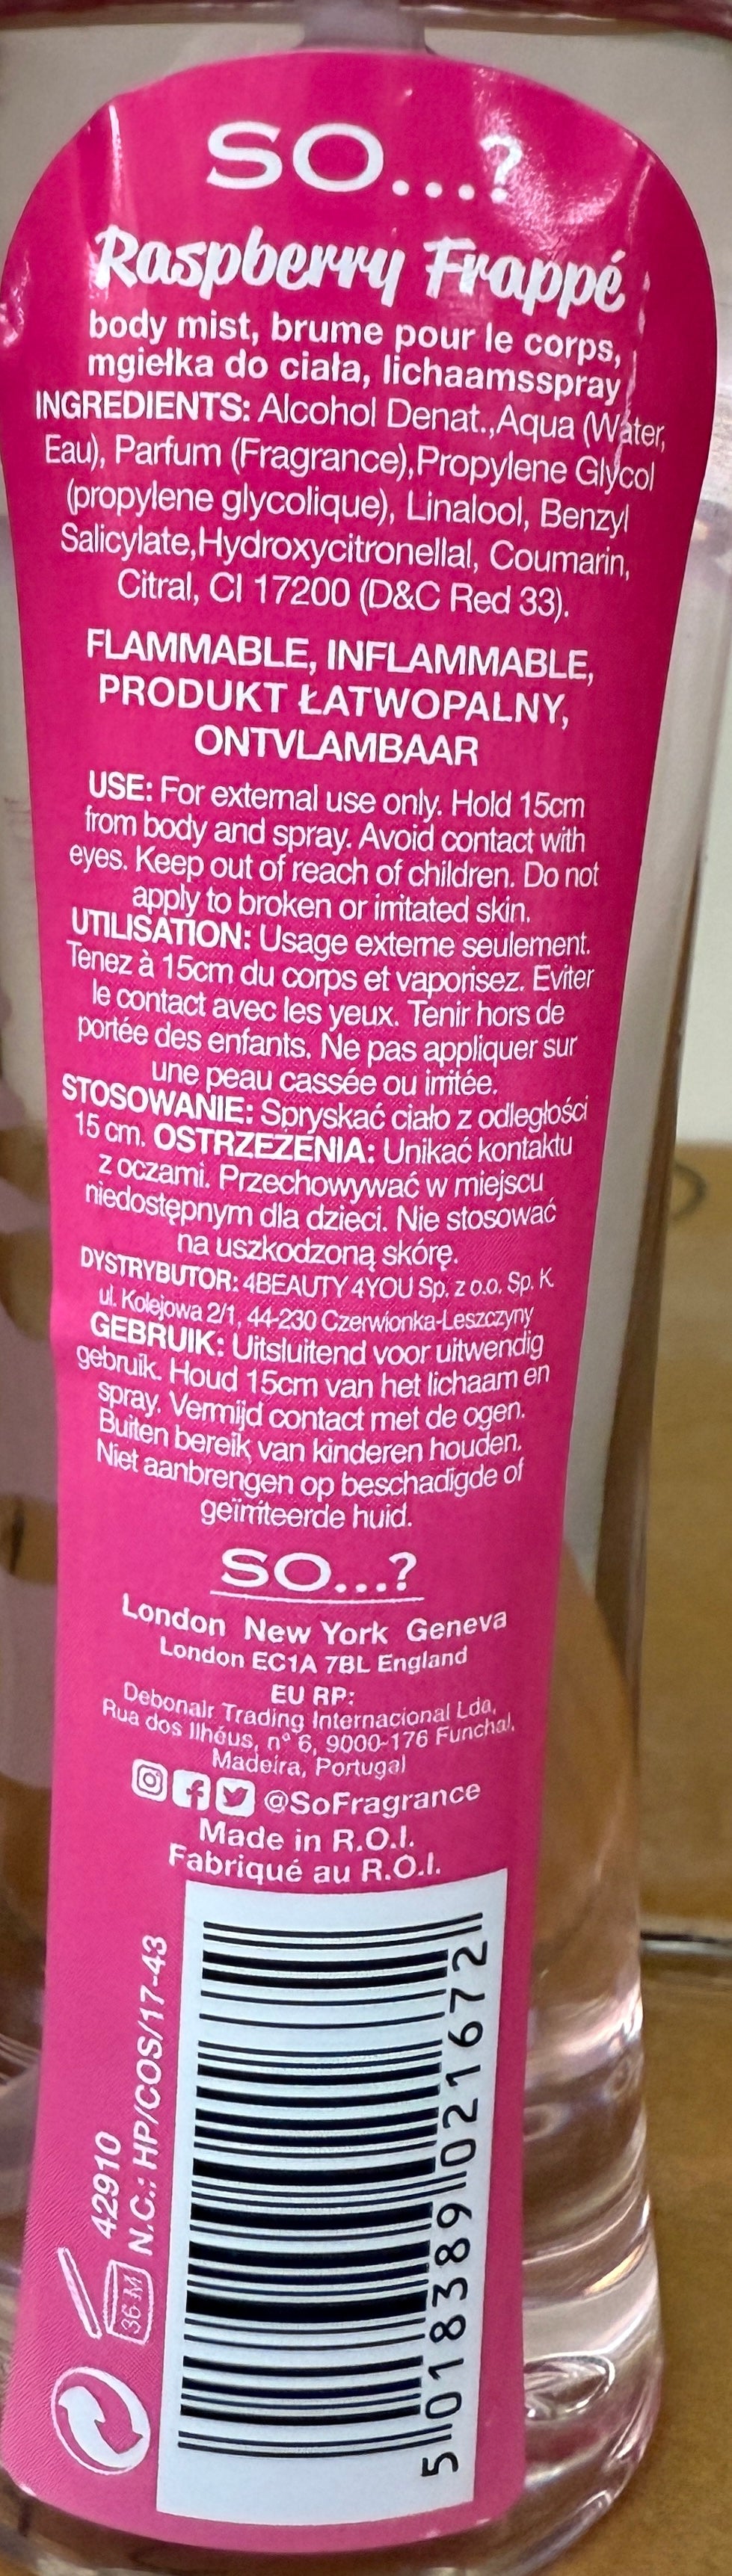 SO...?
Raspberry Frappé
body mist, brume pour le corps,
mgiełka do ciała, lichaamsspray
INGREDIENTS: Alcohol Denat.,Aqua (Water,
Eau), Parfum (Fragrance),Propylene Glycol
(propylene glycolique), Linalool, Benzyl
Salicylate,Hydroxycitronellal, Coumarin,
Citral, CI 17200 (D&C Red 33).
FLAMMABLE, INFLAMMABLE,
PRODUKT ŁATWOPALNY,
ONTVLAMBAAR
USE: For external use only. Hold 15cm
from body and spray. Avoid contact with
eyes. Keep out of reach of children. Do not
apply to broken or irritated skin.
UTILISATION: Usage externe seulement.
Tenez à 15cm du corps et vaporisez. Eviter
le contact avec les yeux. Tenir hors de
portée des enfants. Ne pas appliquer sur
une peau cassée ou irritée.
STOSOWANIE: Spryskać ciało z odległości
15 cm. OSTRZEZENIA: Unikać kontaktu
z oczami. Przechowywać w miejscu
niedostępnym dla dzieci. Nie stosować
na uszkodzoną skórę.
DYSTRYBUTOR: 4BEAUTY 4YOU Sp. z o.o. Sp. K.
ul. Kolejowa 2/1, 44-230 Czerwionka-Leszczyny
GEBRUIK: Uitsluitend voor uitwendig
gebruik. Houd 15cm van het lichaam en
spray. Vermijd contact met de ogen.
Buiten bereik van kinderen houden.
Niet aanbrengen op beschadigde of
geïrriteerde huid.
SO...?
London New York Geneva
London EC1A 7BL England
EU RP:
Debonair Trading Internacional Lda,
Rua dos Ilhéus, nº 6, 9000-176 Funchal,
Madeira, Portugal
@SoFragrance
Made in R.O.I.
Fabriqué au R.O.I.
42910
N.C.: HP/COS/17-43
36 M
5 018389 021672